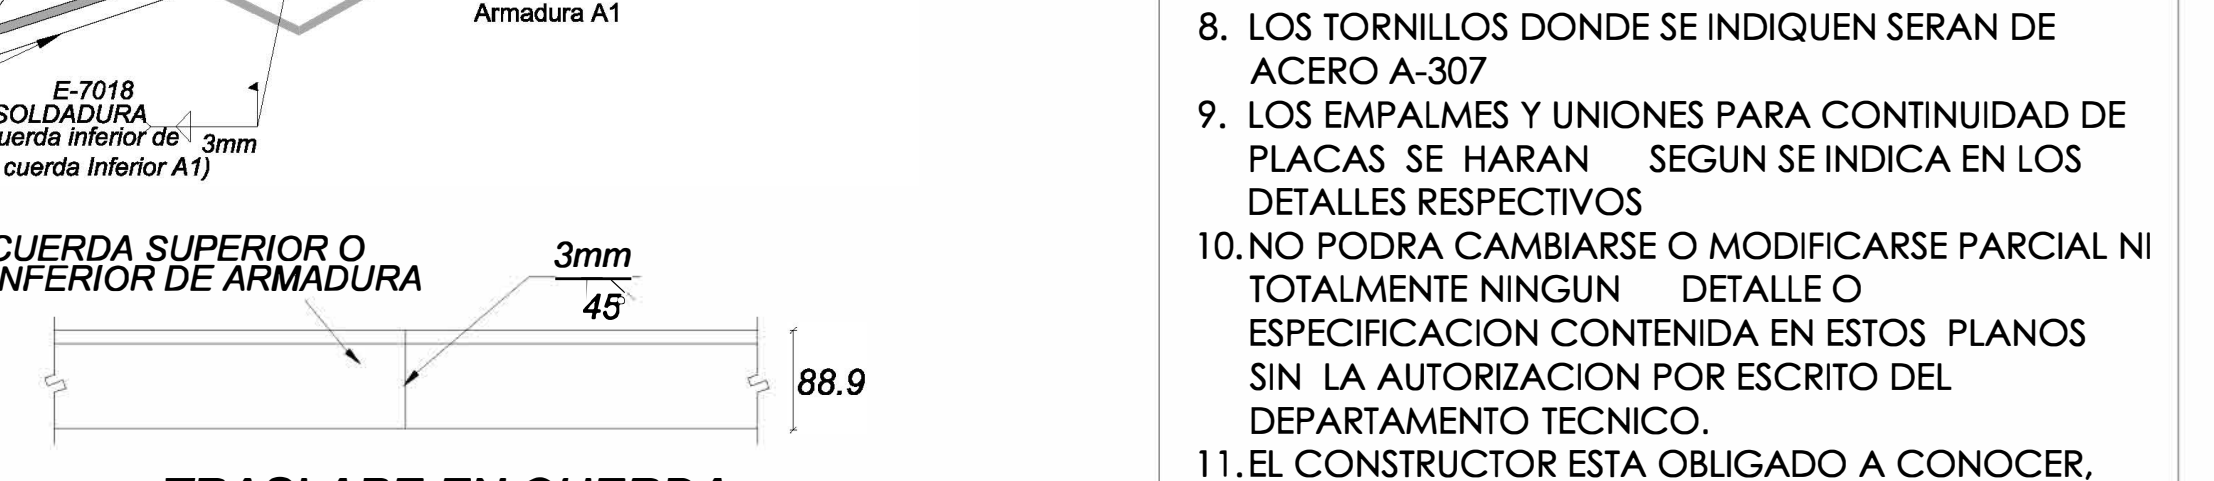 Armadura A1
E-7018
SOLDADURA
cuerda inferior de
3mm
cuerda Inferior A1)
CUERDA SUPERIOR O
INFERIOR DE ARMADURA
3mm
45°
88.9
8. LOS TORNILLOS DONDE SE INDIQUEN SERAN DE
ACERO A-307
9. LOS EMPALMES Y UNIONES PARA CONTINUIDAD DE
PLACAS SE HARAN SEGUN SE INDICA EN LOS
DETALLES RESPECTIVOS
10. NO PODRA CAMBIARSE O MODIFICARSE PARCIAL NI
TOTALMENTE NINGUN DETALLE O
ESPECIFICACION CONTENIDA EN ESTOS PLANOS
SIN LA AUTORIZACION POR ESCRITO DEL
DEPARTAMENTO TECNICO.
11. EL CONSTRUCTOR ESTA OBLIGADO A CONOCER,